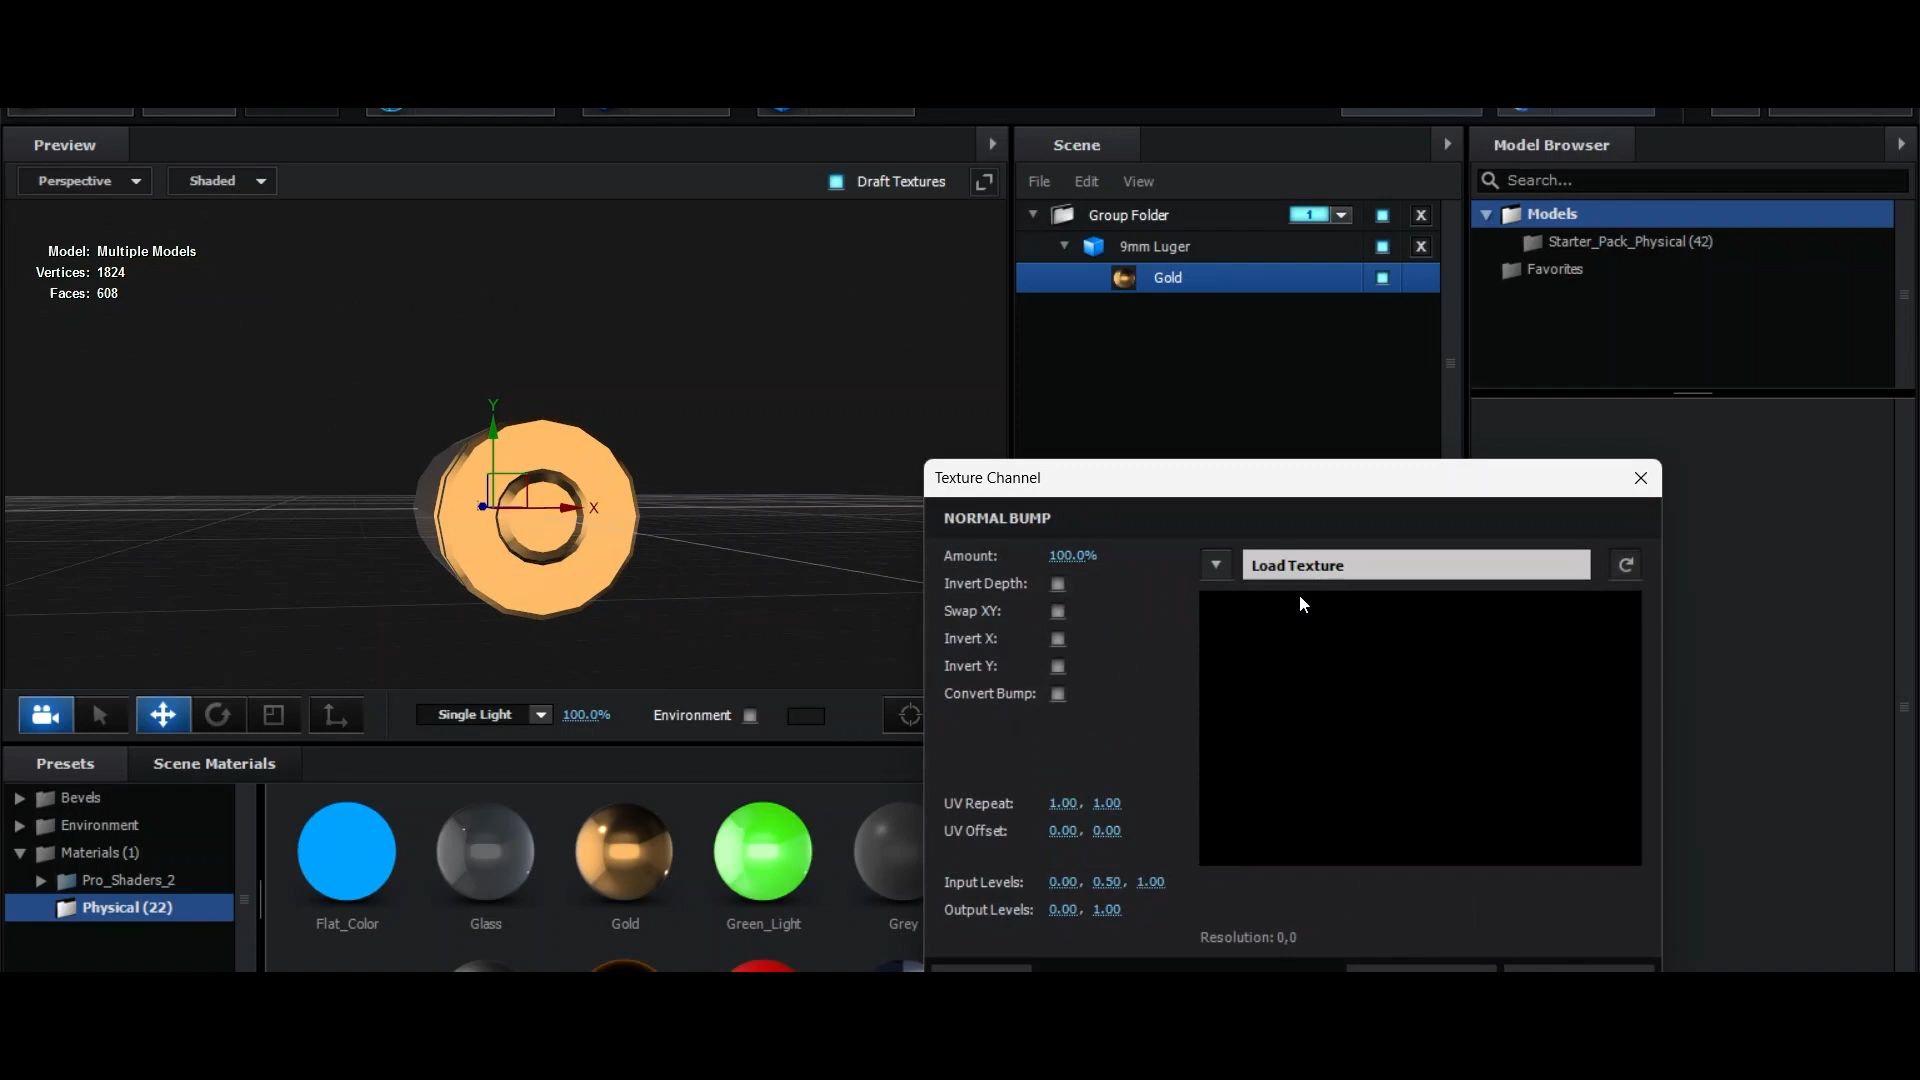 Preview
Scene
Model Browser
Perspective
Shaded
Draft Textures
File
Edit
View
Search...
Group Folder
1
X
Models
9mm Luger
X
Starter_Pack_Physical (42)
Gold
Favorites
Model: Multiple Models
Vertices: 1824
Faces: 608
Y
X
Texture Channel
NORMAL BUMP
Amount: 100.0%
Load Texture
Invert Depth:
Swap XY:
Invert X:
Invert Y:
Convert Bump:
UV Repeat: 1.00, 1.00
UV Offset: 0.00, 0.00
Input Levels: 0.00, 0.50, 1.00
Output Levels: 0.00, 1.00
Resolution: 0,0
Single Light
100.0%
Environment
Presets
Scene Materials
Bevels
Environment
Materials (1)
Pro_Shaders_2
Physical (22)
Flat_Color
Glass
Gold
Green_Light
Grey